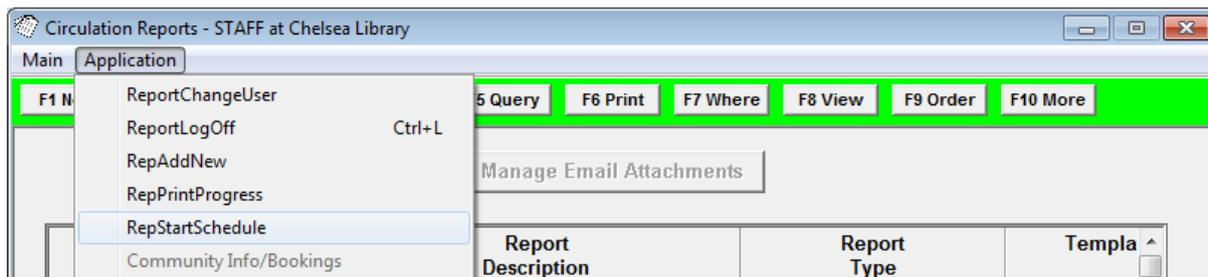 Circulation Reports - STAFF at Chelsea Library
Main Application
F1 N 5 Query F6 Print F7 Where F8 View F9 Order F10 More
ReportChangeUser
ReportLogOff Ctrl+L
RepAddNew
Manage Email Attachments
RepPrintProgress
RepStartSchedule
Community Info/Bookings
Report Description
Report Type
Templa